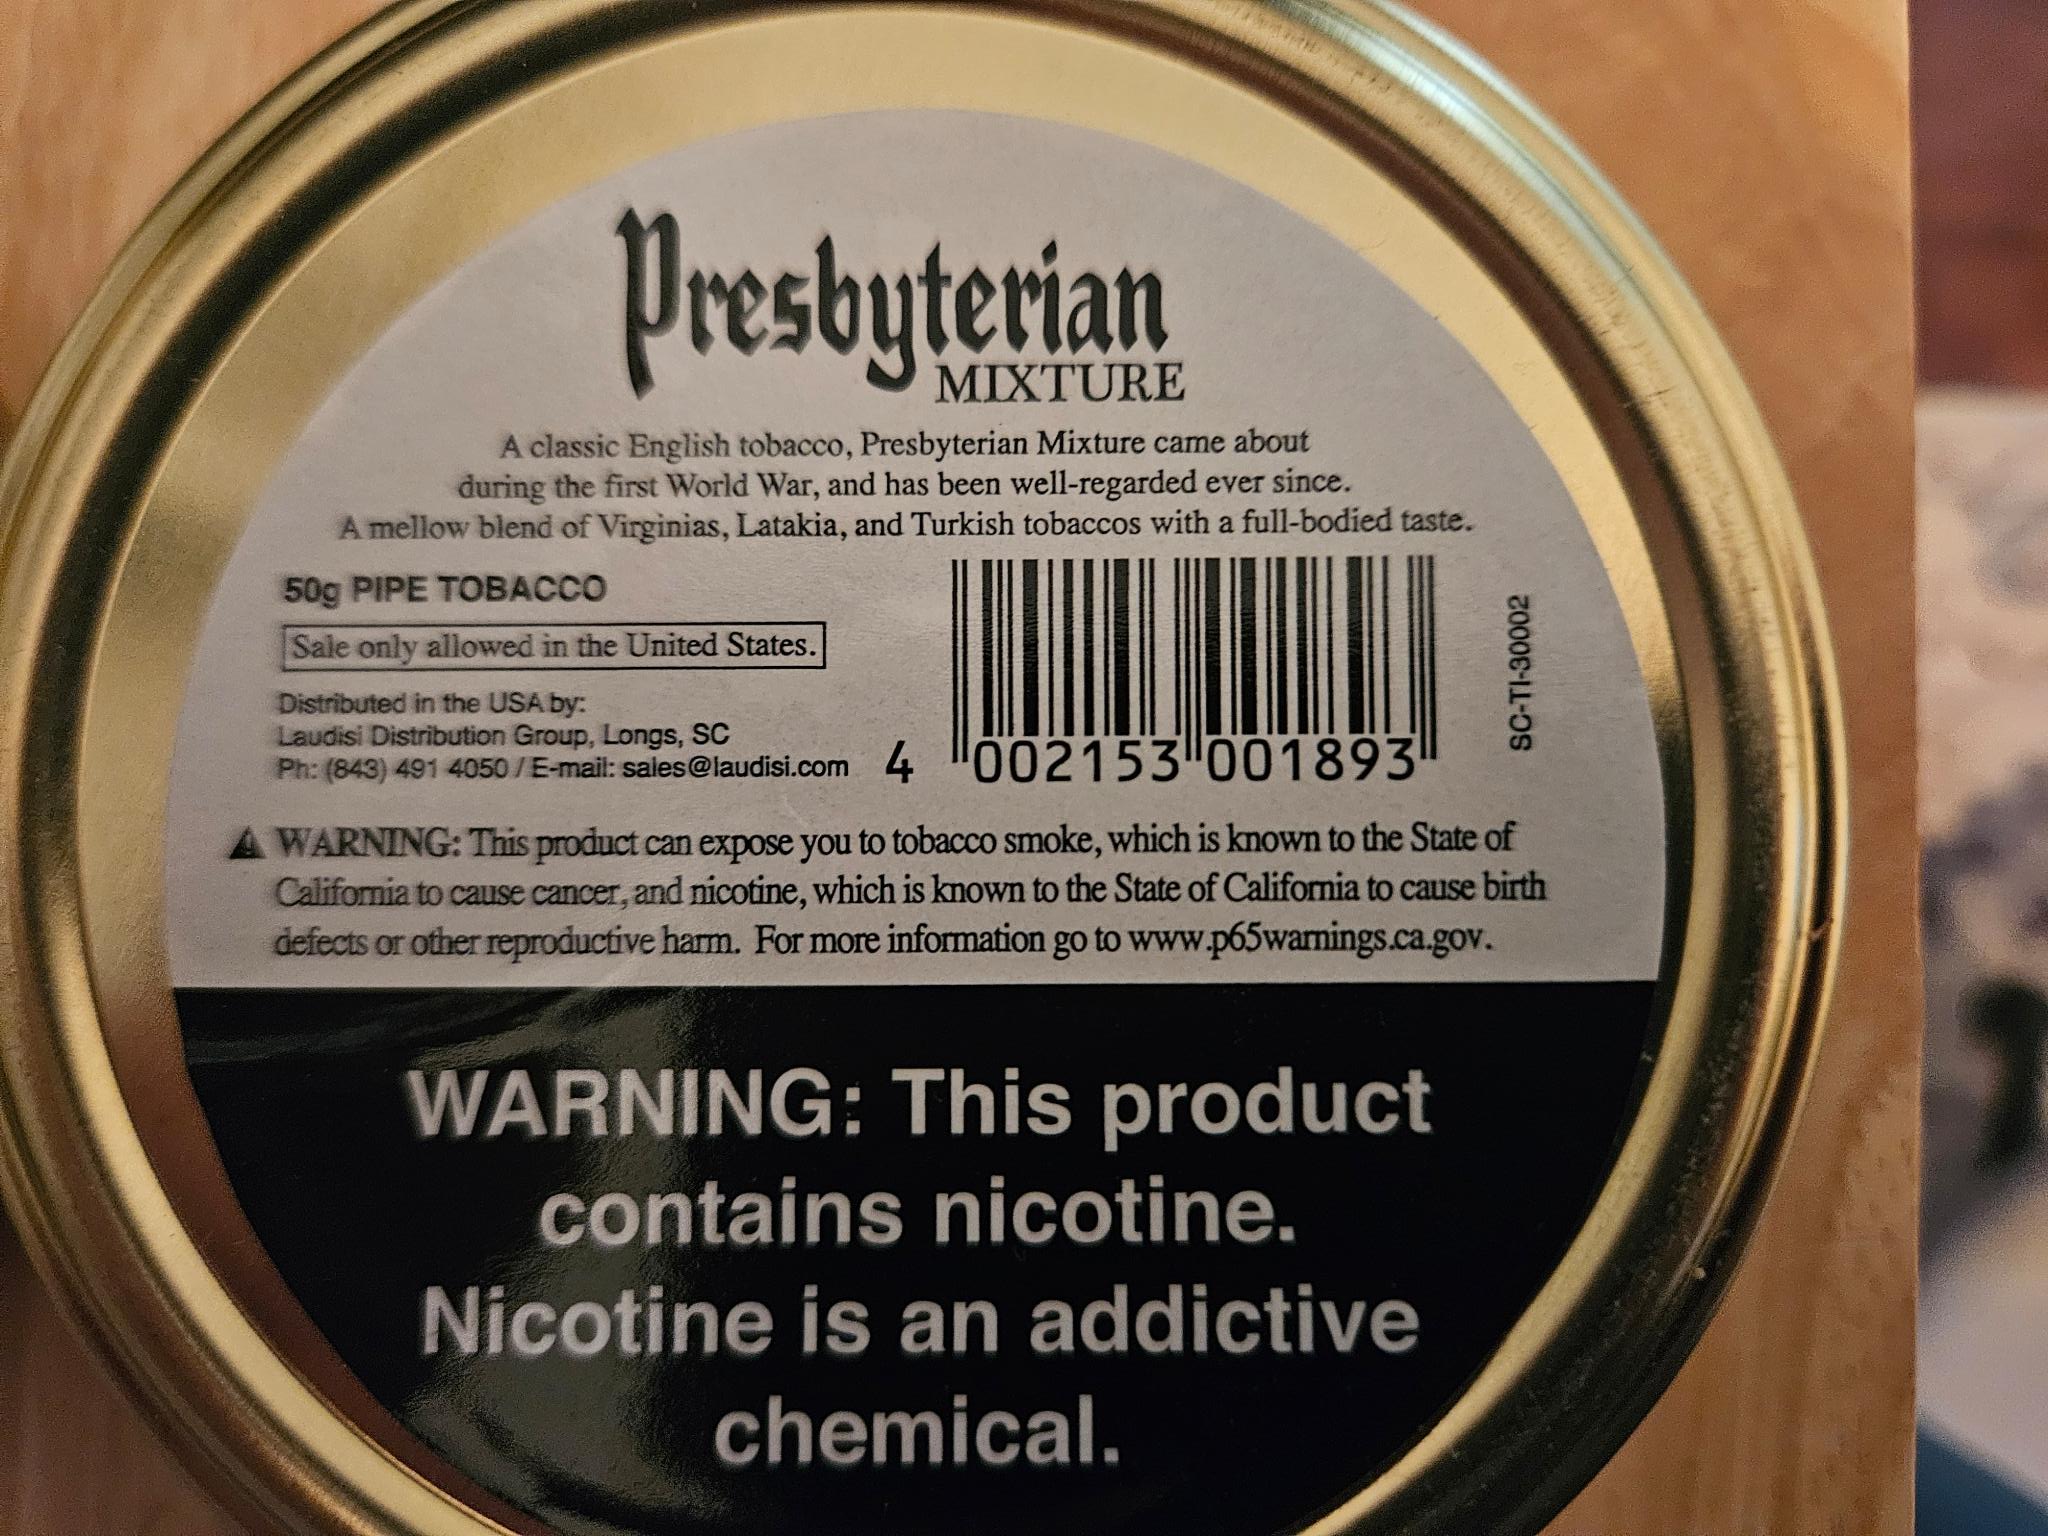 Presbyterian
MIXTURE
A classic English tobacco, Presbyterian Mixture came about
during the first World War, and has been well-regarded ever since.
A mellow blend of Virginias, Latakia, and Turkish tobaccos with a full-bodied taste.
50g PIPE TOBACCO
Sale only allowed in the United States.
Distributed in the USA by:
Laudisi Distribution Group, Longs, SC
Ph: (843) 491 4050 / E-mail: sales@laudisi.com
4 002153 001893
SC-TI-30002
WARNING: This product can expose you to tobacco smoke, which is known to the State of
California to cause cancer, and nicotine, which is known to the State of California to cause birth
defects or other reproductive harm. For more information go to www.p65warnings.ca.gov.
WARNING: This product
contains nicotine.
Nicotine is an addictive
chemical.